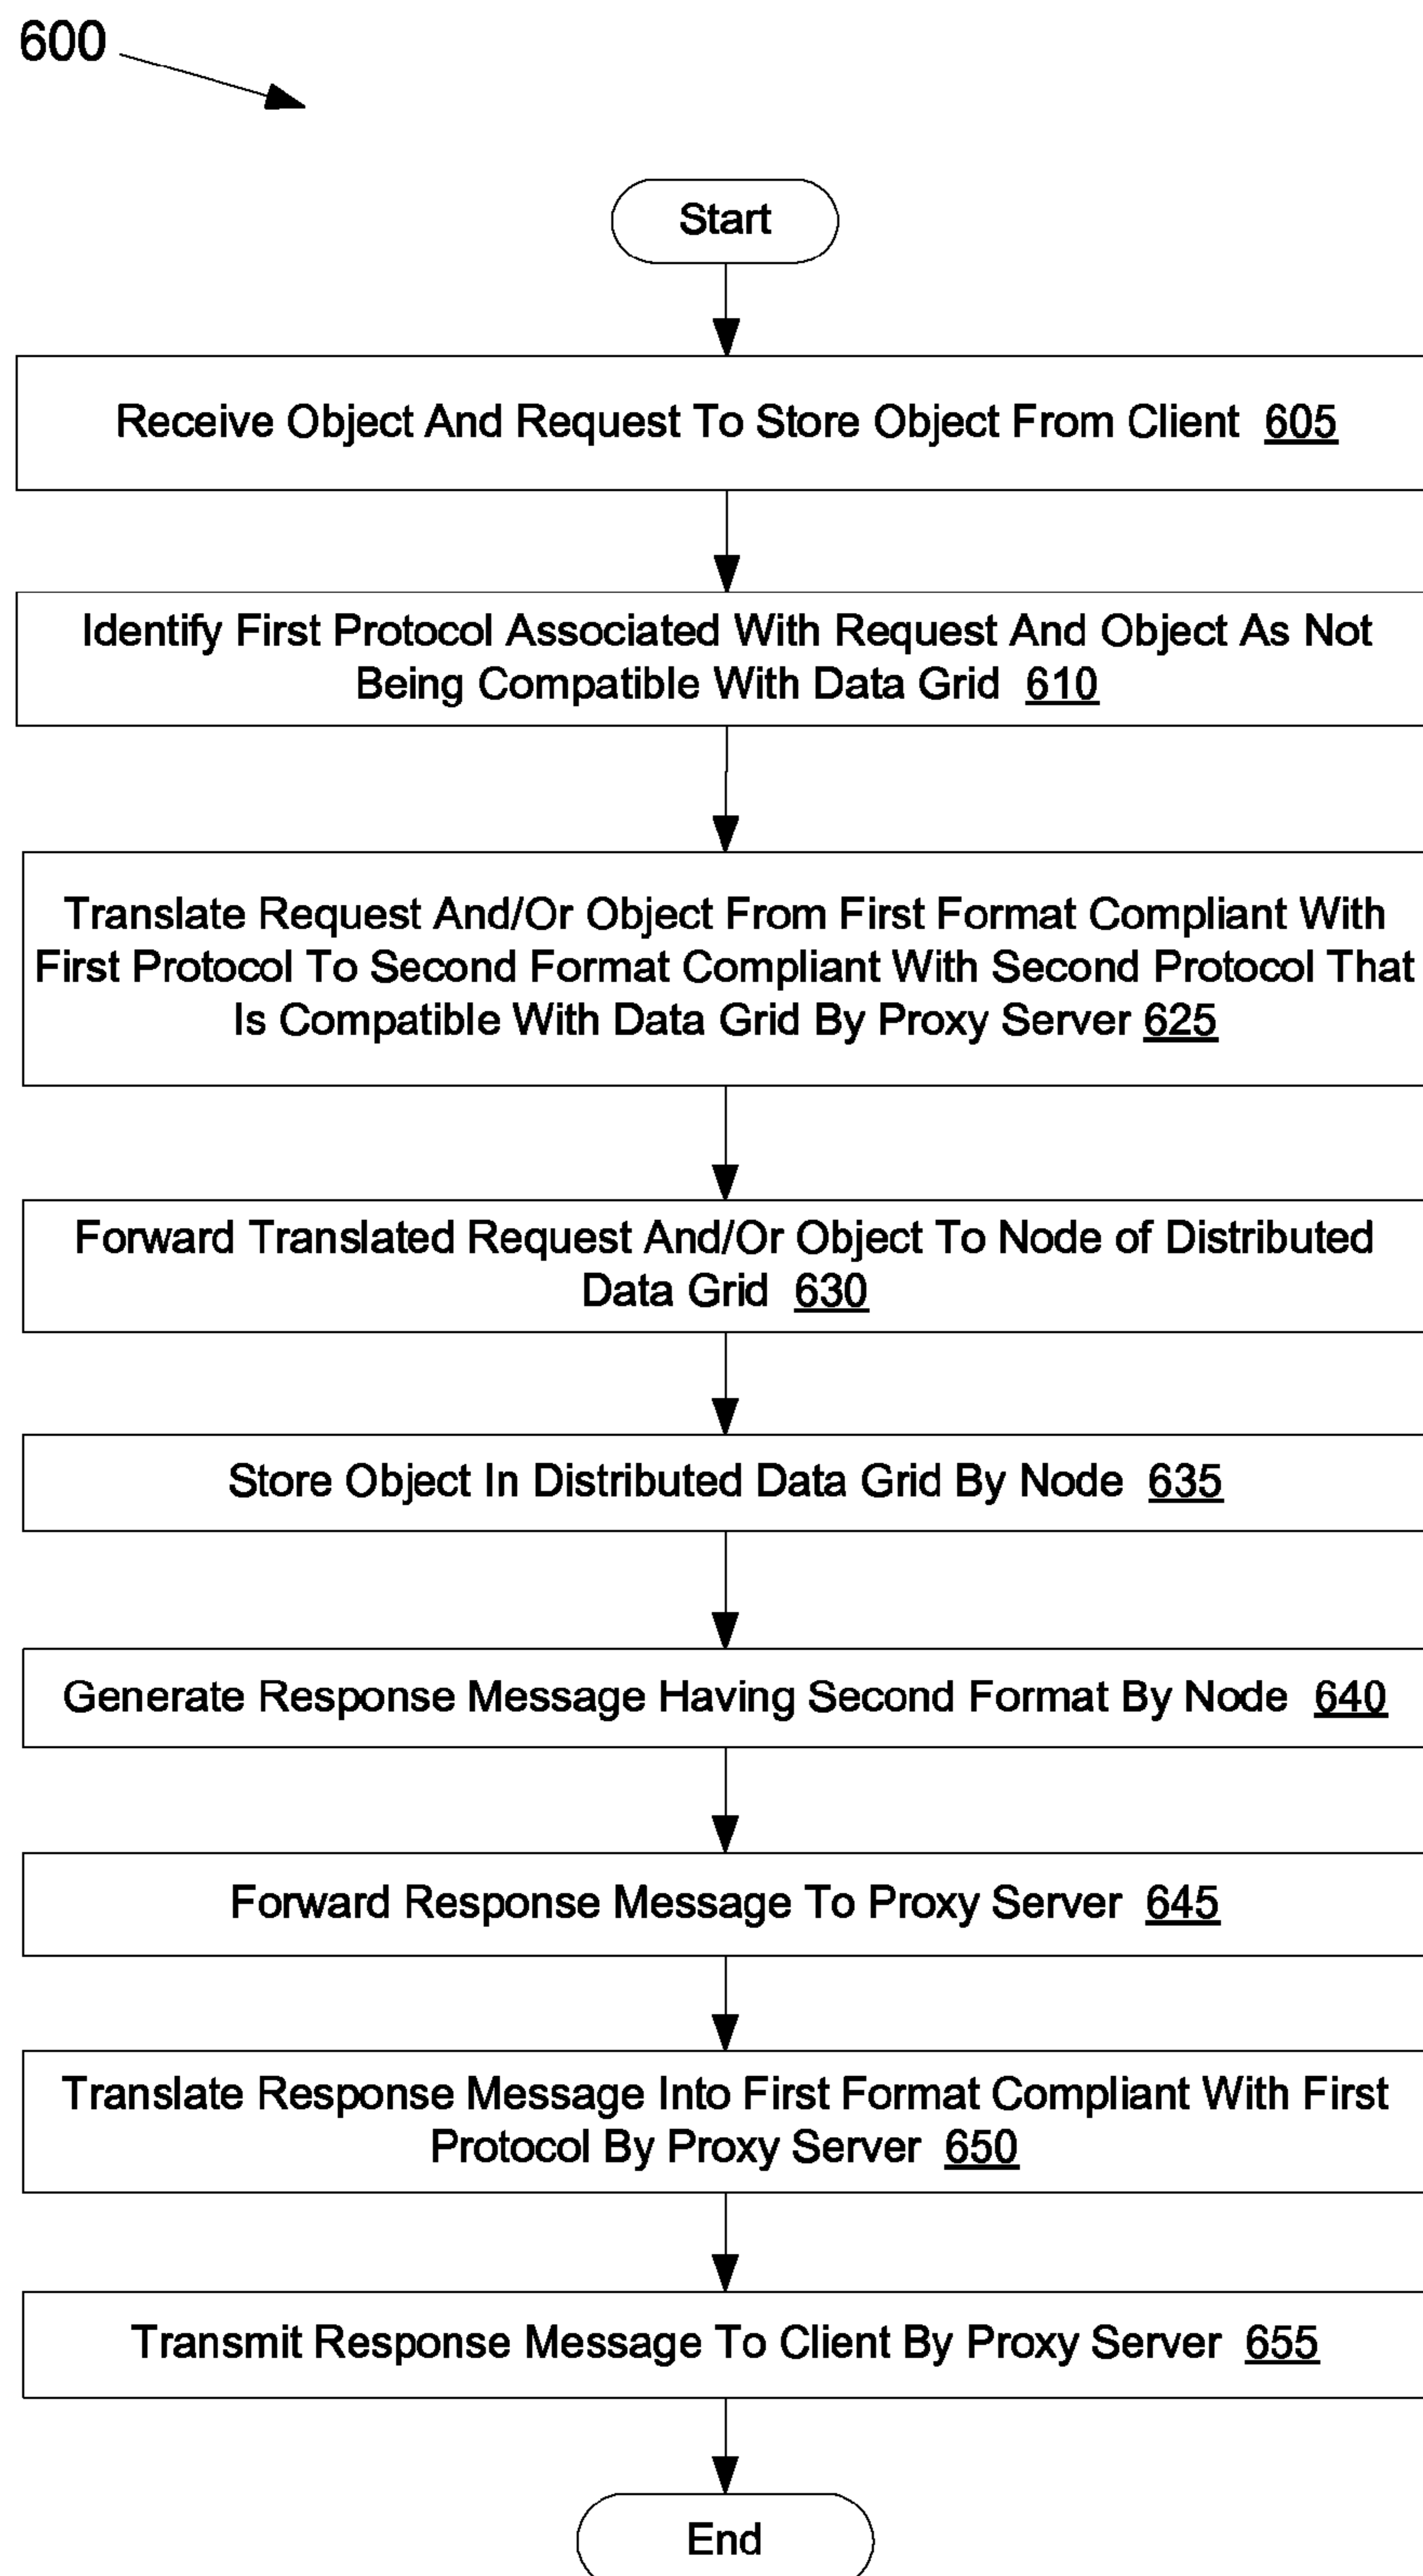 600
Start
Receive Object And Request To Store Object From Client 605
Identify First Protocol Associated With Request And Object As Not
Being Compatible With Data Grid 610
Translate Request And/Or Object From First Format Compliant With
First Protocol To Second Format Compliant With Second Protocol That
Is Compatible With Data Grid By Proxy Server 625
Forward Translated Request And/Or Object To Node of Distributed
Data Grid 630
Store Object In Distributed Data Grid By Node 635
Generate Response Message Having Second Format By Node 640
Forward Response Message To Proxy Server 645
Translate Response Message Into First Format Compliant With First
Protocol By Proxy Server 650
Transmit Response Message To Client By Proxy Server 655
End